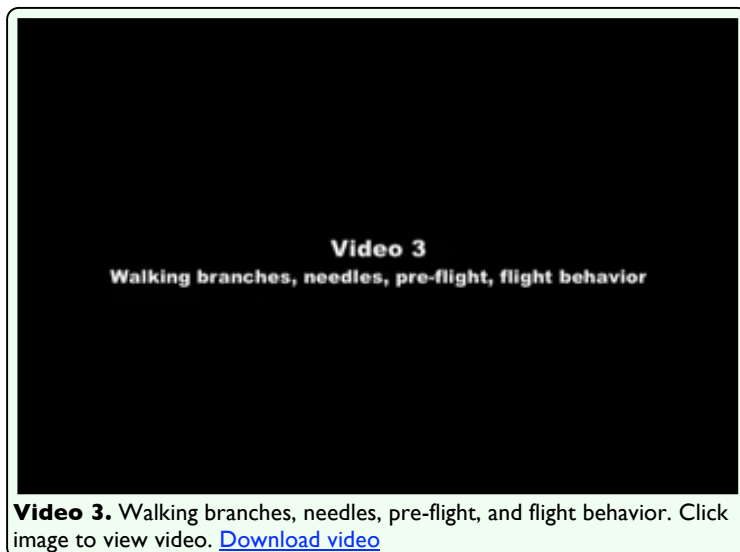 Video 3
Walking branches, needles, pre-flight, flight behavior
Video 3. Walking branches, needles, pre-flight, and flight behavior. Click
image to view video. Download video